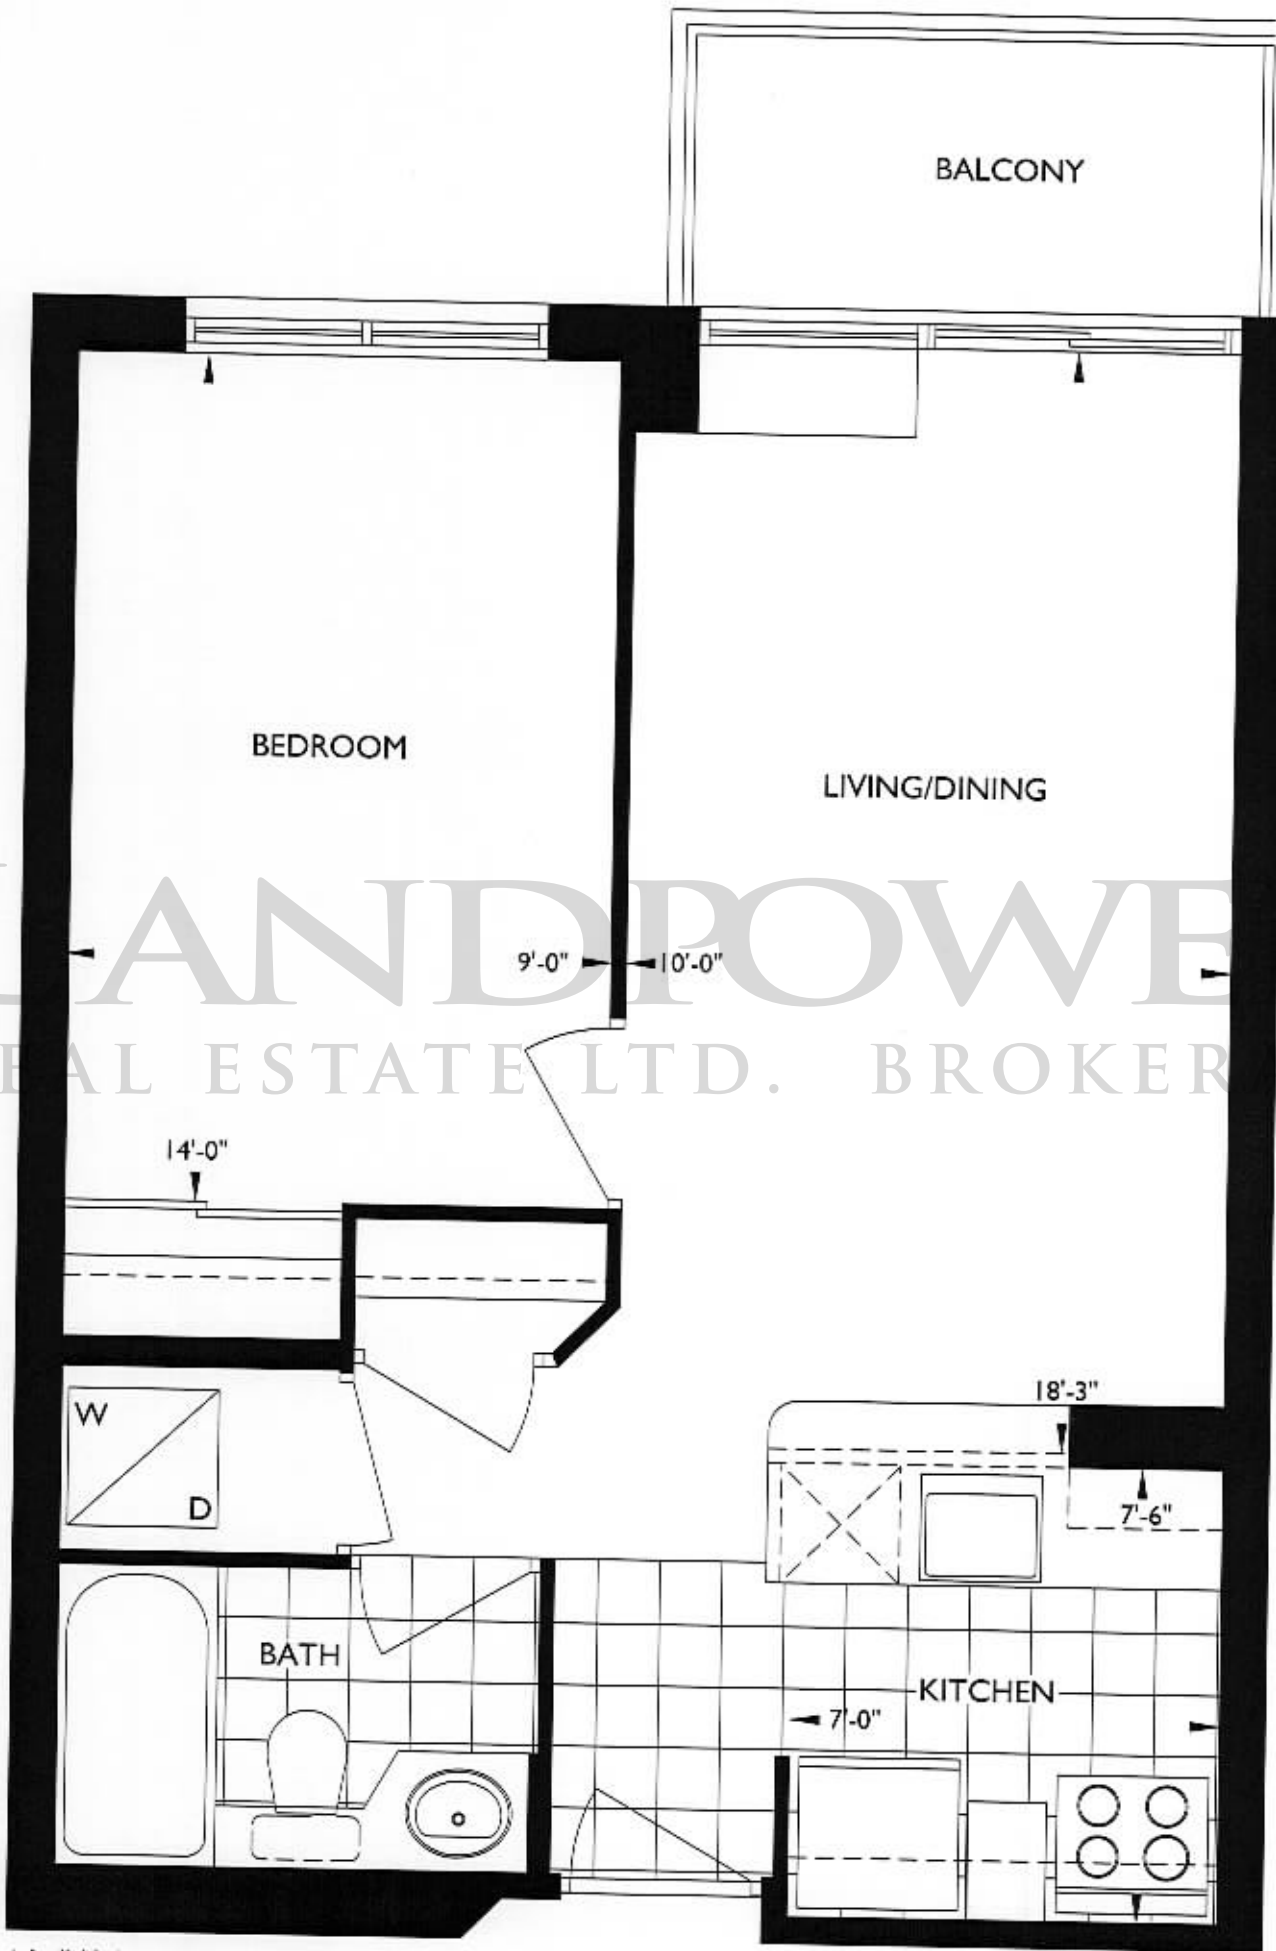 BALCONY
BEDROOM
LIVING/DINING
LANDPOWE
9'-0" 10'-0"
EAL ESTATE LTD. BROKER
14'-0"
18'-3"
W
D
7'-6"
BATH
KITCHEN
7'-0"